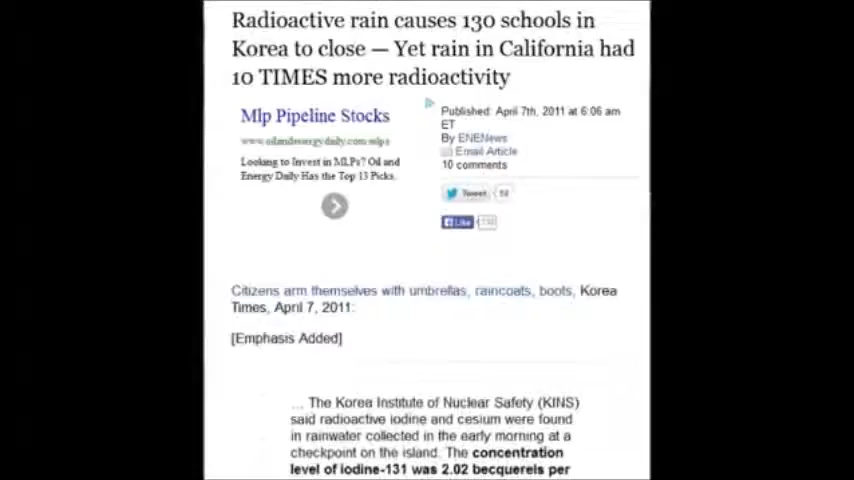 Radioactive rain causes 130 schools in
Korea to close — Yet rain in California had
10 TIMES more radioactivity
Mlp Pipeline Stocks
www.oilandenergydaily.com/mlps
Looking to Invest in MLPs? Oil and
Energy Daily Has the Top 13 Picks.
Published: April 7th, 2011 at 6:06 am
ET
By ENENews
Email Article
10 comments
Tweet
Like
Citizens arm themselves with umbrellas, raincoats, boots, Korea
Times, April 7, 2011:
[Emphasis Added]
... The Korea Institute of Nuclear Safety (KINS)
said radioactive iodine and cesium were found
in rainwater collected in the early morning at a
checkpoint on the island. The concentration
level of iodine-131 was 2.02 becquerels per